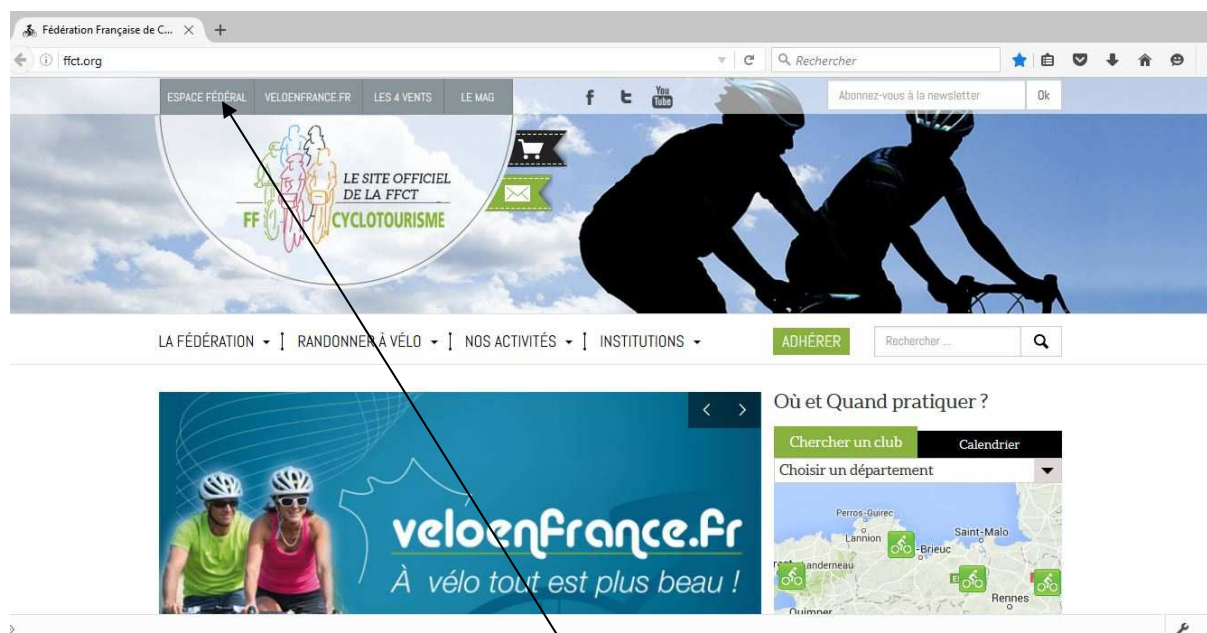 Fédération Française de C...
ffct.org
Rechercher
ESPACE FÉDÉRAL
VELOENFRANCE.FR
LES 4 VENTS
LE MAG
f
You
Tube
Abonnez-vous à la newsletter
Ok
LE SITE OFFICIEL
DE LA FFCT
FF CYCLOTOURISME
LA FÉDÉRATION
RANDONNER À VÉLO
NOS ACTIVITÉS
INSTITUTIONS
ADHÉRER
Rechercher ...
veloenfrance.fr
À vélo tout est plus beau !
Où et Quand pratiquer ?
Chercher un club
Calendrier
Choisir un département
Perros-Guirec
Lannion
-Brieuc
Saint-Malo
anderneau
Rennes
Quimper